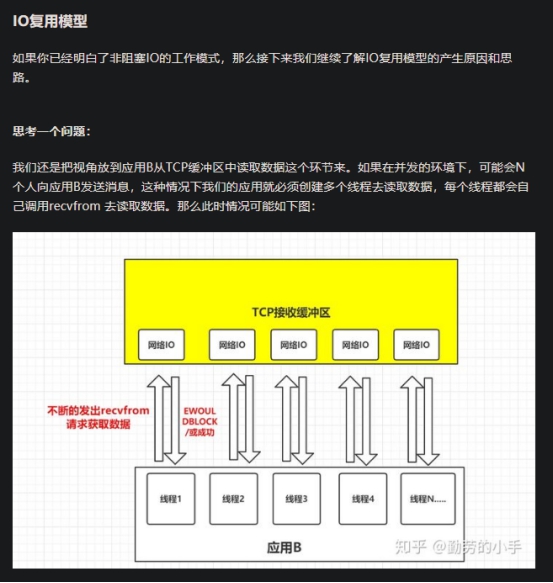 IO复用模型
如果你已经明白了非阻塞IO的工作模式，那么接下来我们继续了解IO复用模型的产生原因和思
路。
思考一个问题：
我们还是把视角放到应用B从TCP缓冲区中读取数据这个环节来。如果在并发的环境下，可能会N
个人向应用B发送消息，这种情况下我们的应用就必须创建多个线程去读取数据，每个线程都会自
己调用recvfrom 去读取数据。那么此时情况可能如下图：
TCP接收缓冲区
网络IO 网络IO 网络IO 网络IO 网络IO
不断的发出recvfrom
请求获取数据
EWOUL
DBLOCK
/或成功
线程1 线程2 线程3 线程4 线程N.....
应用B
知乎 @勤劳的小手